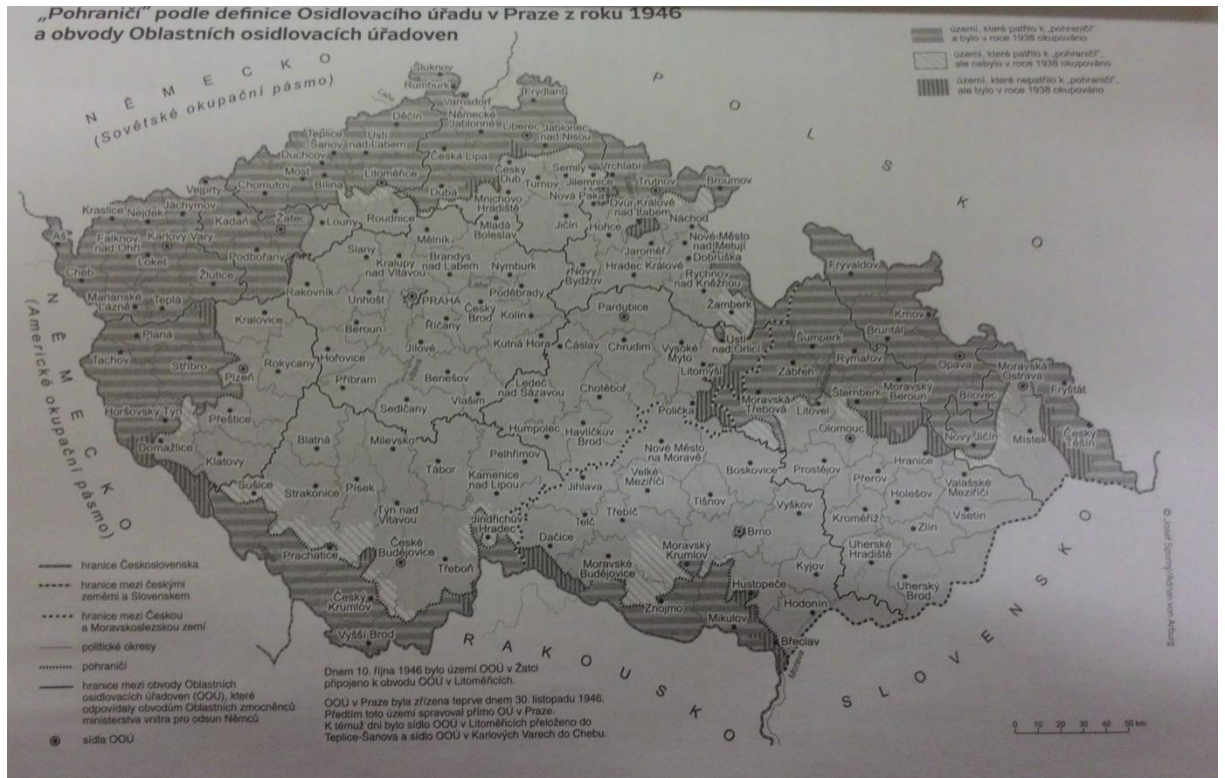 „Pohraničí" podle definice Osidlovacího úřadu v Praze z roku 1946
a obvody Oblastních osidlovacích úřadoven
území, které patřilo k „pohraničí"
a bylo v roce 1938 okupováno
území, které patřilo k „pohraničí",
ale nebylo v roce 1938 okupováno
území, které nepatřilo k „pohraničí",
ale bylo v roce 1938 okupováno
NĚMECKO
(Sovětské okupační pásmo)
POLSKO
NĚMECKO
(Americké okupační pásmo)
RAKOUSKO
SLOVENSKO
Šluknov
Rumburk
Varnsdorf
Frýdlant
Děčín
Německé
Jablonné
Liberec
Jablonec
nad Nisou
Teplice
Šanov
Ústí
nad Labem
Česká Lípa
Duchcov
Most
Bílina
Litoměřice
Český
Dub
Semily
Vrchlabí
Turnov
Jilemnice
Trutnov
Broumov
Vejprty
Chomutov
Dubá
Mnichovo
Hradiště
Nová Paka
Dvůr Králové
nad Labem
Kraslice
Nejdek
Jáchymov
Kadaň
Žatec
Louny
Roudnice
Mladá
Boleslav
Jičín
Hořice
Náchod
Aš
Falknov
nad Ohří
Karlovy Vary
Mělník
Jaroměř
Nové Město
nad Metují
Loket
Podbořany
Slaný
Kralupy
nad Vltavou
Brandýs
nad Labem
Nymburk
Nový
Bydžov
Hradec Králové
Dobruška
Cheb
Žlutice
Rychnov
nad Kněžnou
Fryvaldov
Rakovník
Unhošť
PRAHA
Poděbrady
Mariánské
Lázně
Teplá
Český
Brod
Kolín
Pardubice
Žamberk
Krnov
Kralovice
Beroun
Říčany
Planá
Kutná Hora
Čáslav
Chrudim
Vysoké
Mýto
Ústí
nad Orlicí
Šumperk
Bruntál
Tachov
Stříbro
Rokycany
Hořovice
Jílové
Rýmařov
Opava
Moravská
Ostrava
Plzeň
Příbram
Benešov
Vlašim
Ledeč
nad Sázavou
Chotěboř
Litomyšl
Zábřeh
Fryštát
Horšovský Týn
Sedlčany
Polička
Moravská
Třebová
Litovel
Šternberk
Moravský
Beroun
Bílovec
Přeštice
Humpolec
Havlíčkův
Brod
Olomouc
Nový Jičín
Místek
Český
Těšín
Domažlice
Klatovy
Blatná
Milevsko
Pelhřimov
Nové Město
na Moravě
Hranice
Tábor
Boskovice
Prostějov
Sušice
Strakonice
Písek
Kamenice
nad Lipou
Jihlava
Velké
Meziříčí
Přerov
Valašské
Meziříčí
Tišnov
Holešov
Týn nad
Vltavou
Jindřichův
Hradec
Telč
Třebíč
Vyškov
Kroměříž
Vsetín
Brno
Zlín
Prachatice
České
Budějovice
Třeboň
Dačice
Moravské
Budějovice
Moravský
Krumlov
Uherské
Hradiště
Kyjov
Uherský
Brod
Český
Krumlov
Hustopeče
Znojmo
Hodonín
Vyšší Brod
Mikulov
Břeclav
hranice Československa
hranice mezi českými
zeměmi a Slovenskem
hranice mezi Českou
a Moravskoslezskou zemí
politické okresy
pohraničí
hranice mezi obvody Oblastních
osidlovacích úřadoven (OOÚ), které
odpovídaly obvodům Oblastních zmocněnců
ministerstva vnitra pro odsun Němců
sídla OOÚ
Dnem 10. října 1946 bylo území OOÚ v Žatci
připojeno k obvodu OOÚ v Litoměřicích.
OOÚ v Praze byla zřízena teprve dnem 30. listopadu 1946.
Předtím toto území spravoval přímo OÚ v Praze.
K témuž dni bylo sídlo OOÚ v Litoměřicích přeloženo do
Teplice-Šanova a sídlo OOÚ v Karlových Varech do Chebu.
0 10 20 30 40 50 km